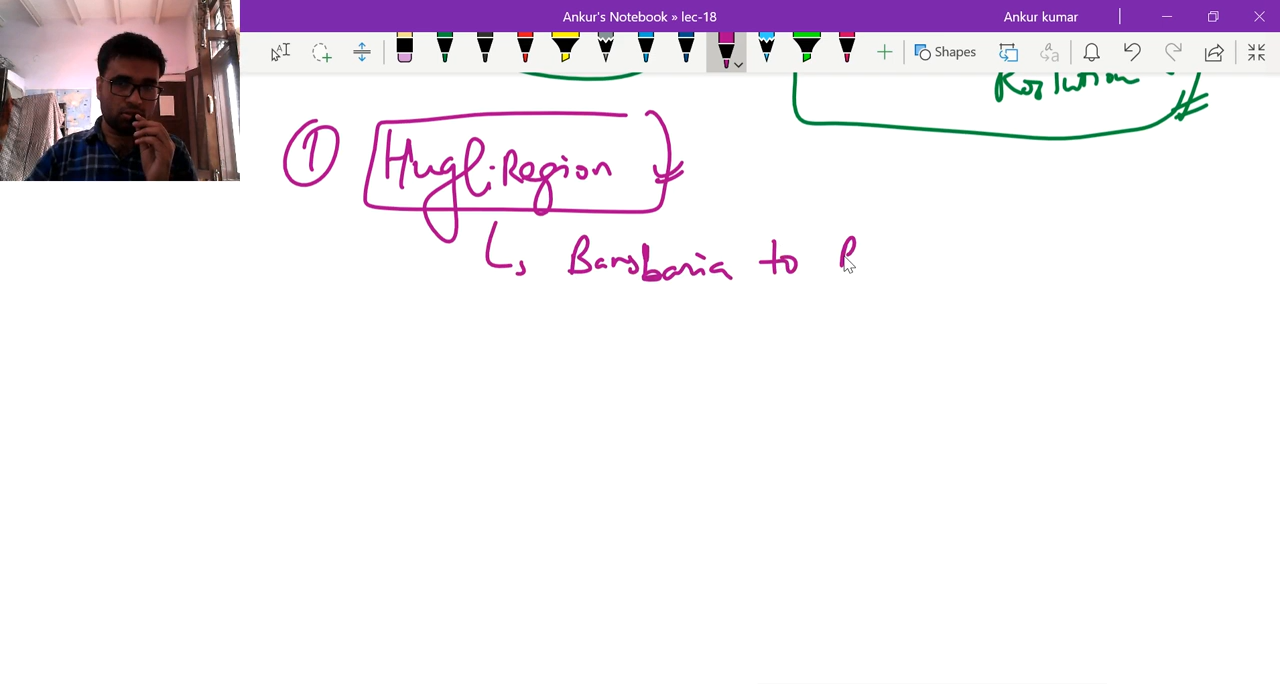 Ankur's Notebook » lec-18
Ankur kumar
Shapes
① Hugli Region
Bansbaria to